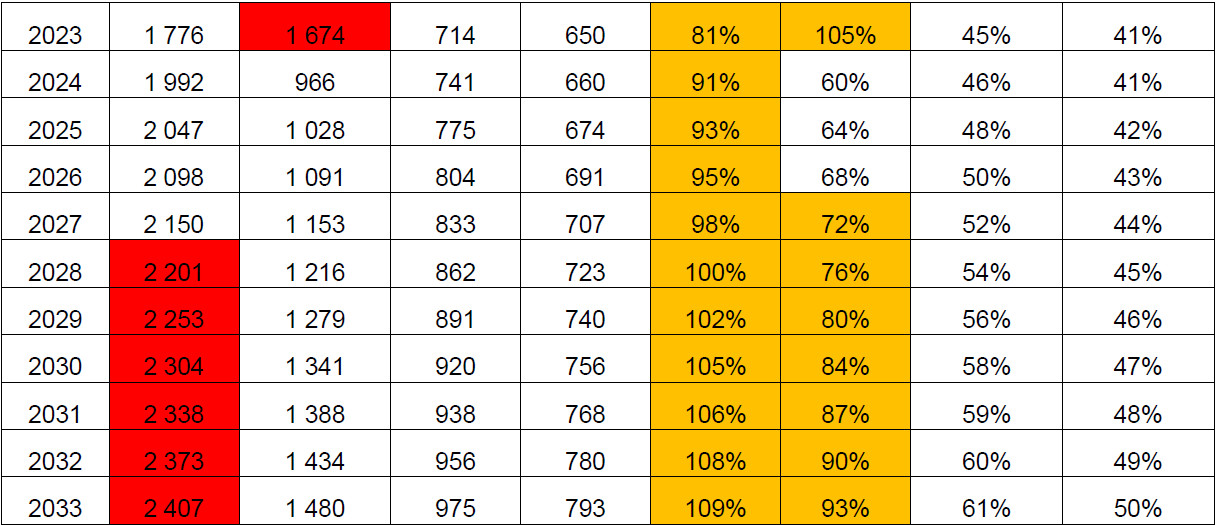 2023 1 776 1 674 714 650 81% 105% 45% 41%
2024 1 992 966 741 660 91% 60% 46% 41%
2025 2 047 1 028 775 674 93% 64% 48% 42%
2026 2 098 1 091 804 691 95% 68% 50% 43%
2027 2 150 1 153 833 707 98% 72% 52% 44%
2028 2 201 1 216 862 723 100% 76% 54% 45%
2029 2 253 1 279 891 740 102% 80% 56% 46%
2030 2 304 1 341 920 756 105% 84% 58% 47%
2031 2 338 1 388 938 768 106% 87% 59% 48%
2032 2 373 1 434 956 780 108% 90% 60% 49%
2033 2 407 1 480 975 793 109% 93% 61% 50%